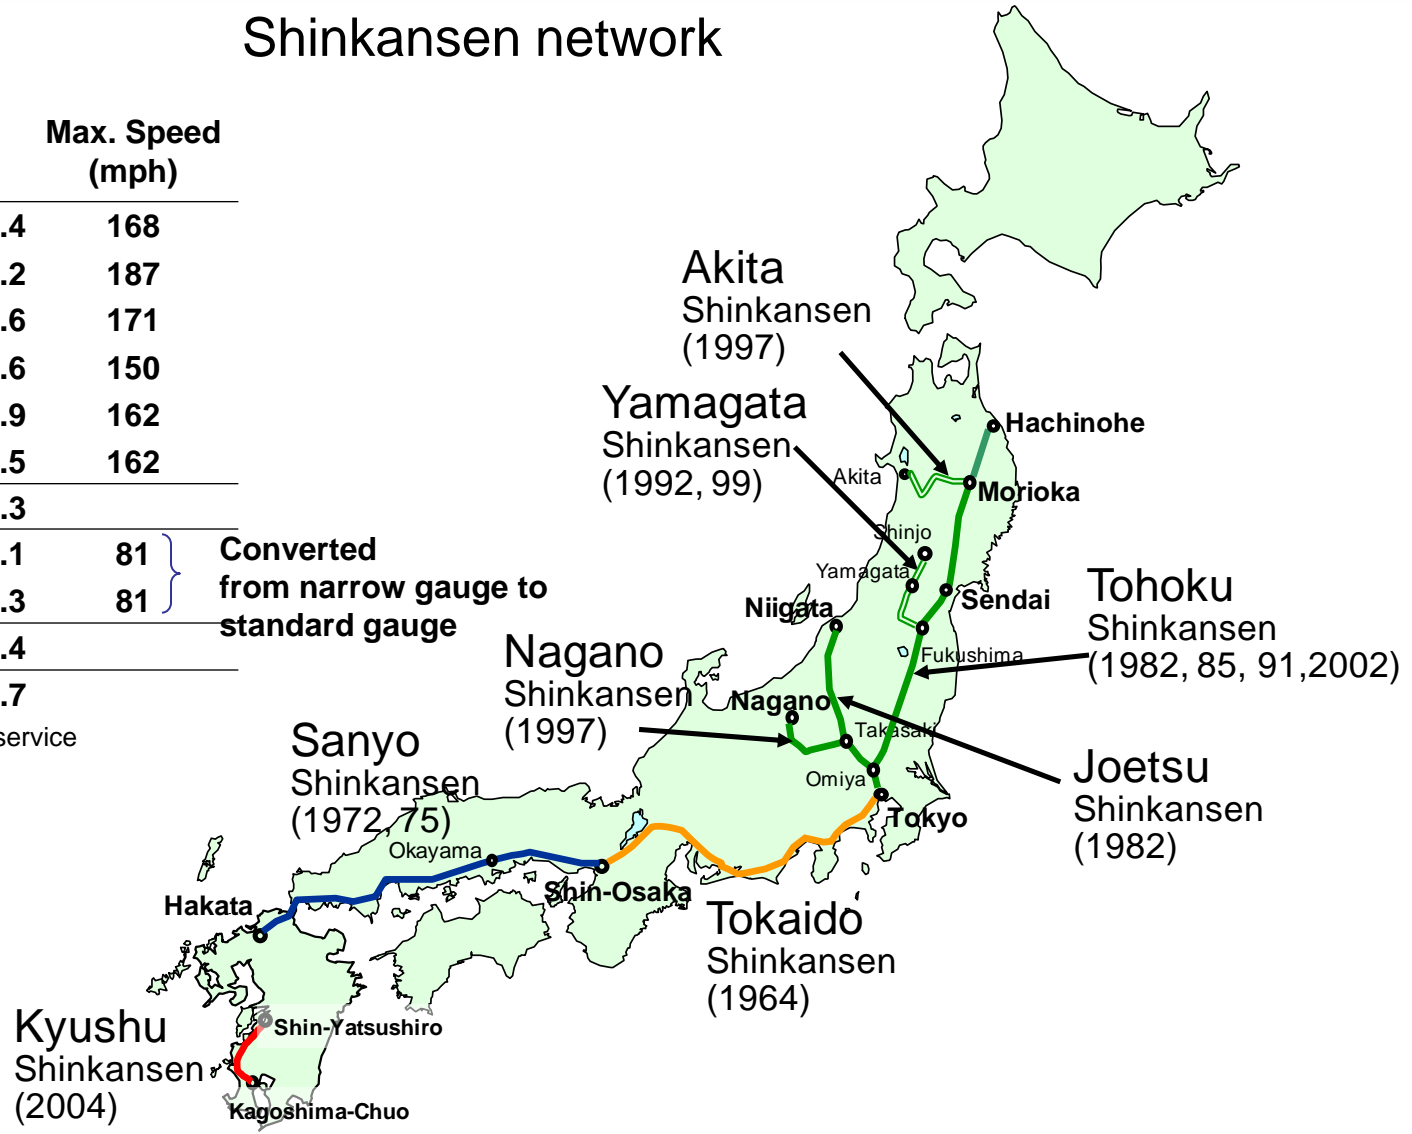 Shinkansen network
Max. Speed
(mph)
.4 168
.2 187
.6 171
.6 150
.9 162
.5 162
.3
.1 81
.3 81
.4
.7
service
Converted
from narrow gauge to
standard gauge
Akita
Shinkansen
(1997)
Yamagata
Shinkansen
(1992, 99)
Hachinohe
Akita
Morioka
Shinjo
Yamagata
Sendai
Niigata
Fukushima
Tohoku
Shinkansen
(1982, 85, 91,2002)
Nagano
Shinkansen
(1997)
Nagano
Takasaki
Omiya
Tokyo
Joetsu
Shinkansen
(1982)
Sanyo
Shinkansen
(1972, 75)
Okayama
Shin-Osaka
Hakata
Tokaido
Shinkansen
(1964)
Kyushu
Shinkansen
(2004)
Shin-Yatsushiro
Kagoshima-Chuo